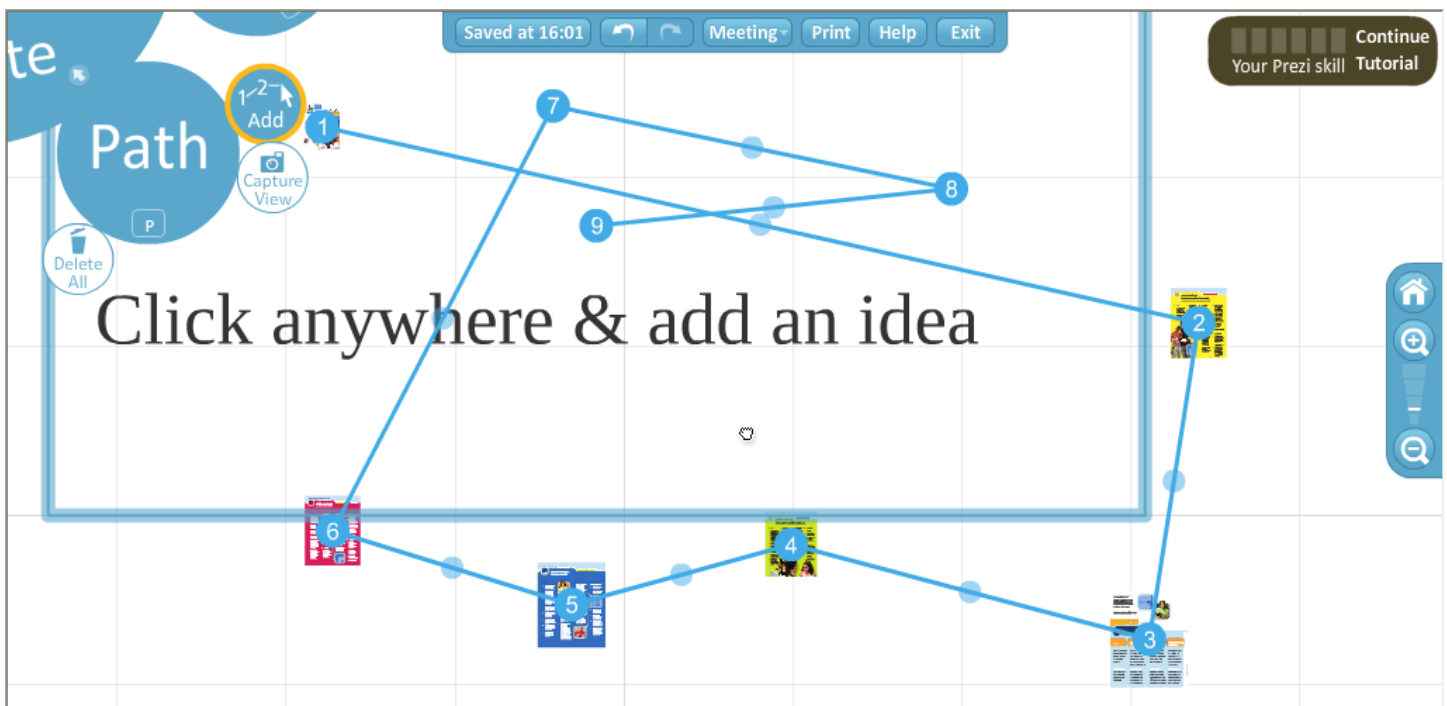 te
Path
P
1 2
Add
Capture
View
Delete
All
Saved at 16:01
Meeting
Print
Help
Exit
Continue
Your Prezi skill Tutorial
1
7
8
9
Click anywhere & add an idea
2
6
5
4
3